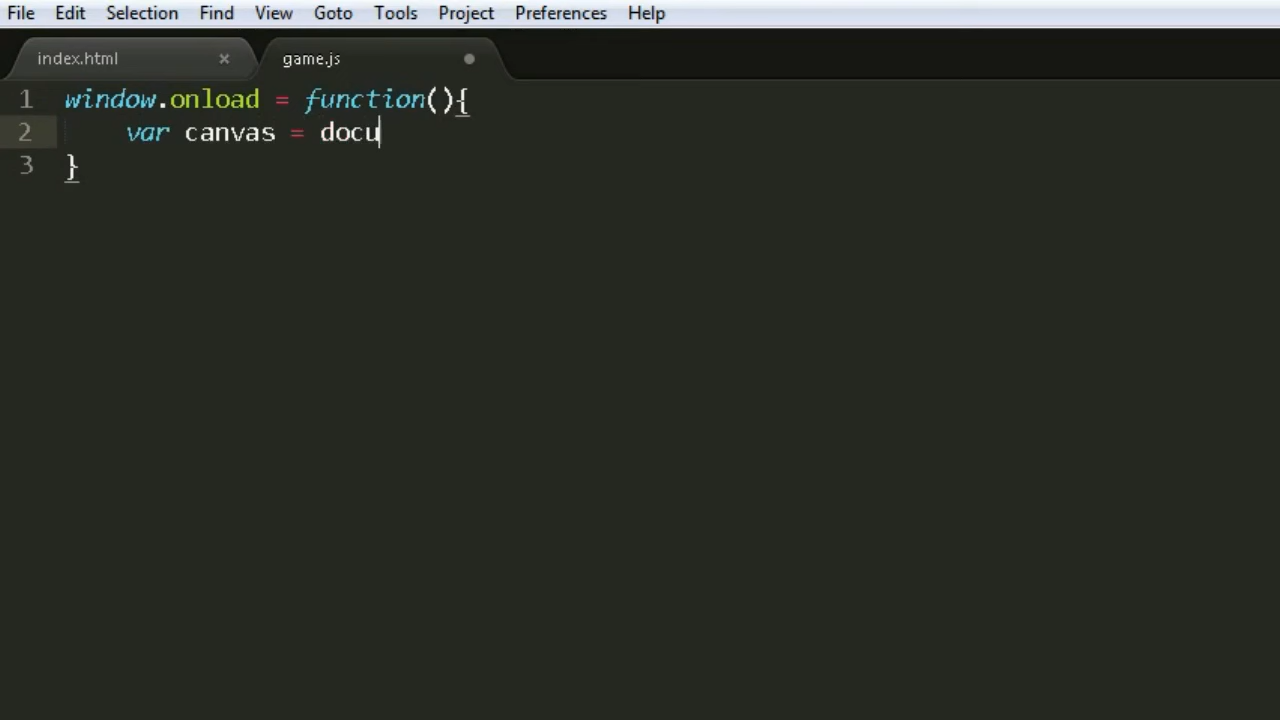 File Edit Selection Find View Goto Tools Project Preferences Help
index.html × game.js
1 window.onload = function(){
2 var canvas = docu
3 }